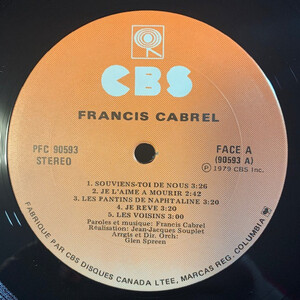 CBS
FRANCIS CABREL
PFC 90593
STEREO
FACE A
(90593 A)
℗ 1979 CBS Inc.
1. SOUVIENS-TOI DE NOUS 3:26
2. JE L'AIME A MOURIR 2:42
3. LES PANTINS DE NAPHTALINE 3:20
4. JE REVE 3:20
5. LES VOISINS 3:00
Paroles et musique: Francis Cabrel
Réalisation: Jean-Jacques Souplet
Arrgts et Dir. Orch:
Glen Spreen
FABRIQUE PAR CBS DISQUES CANADA LTEE, MARCAS REG. COLUMBIA